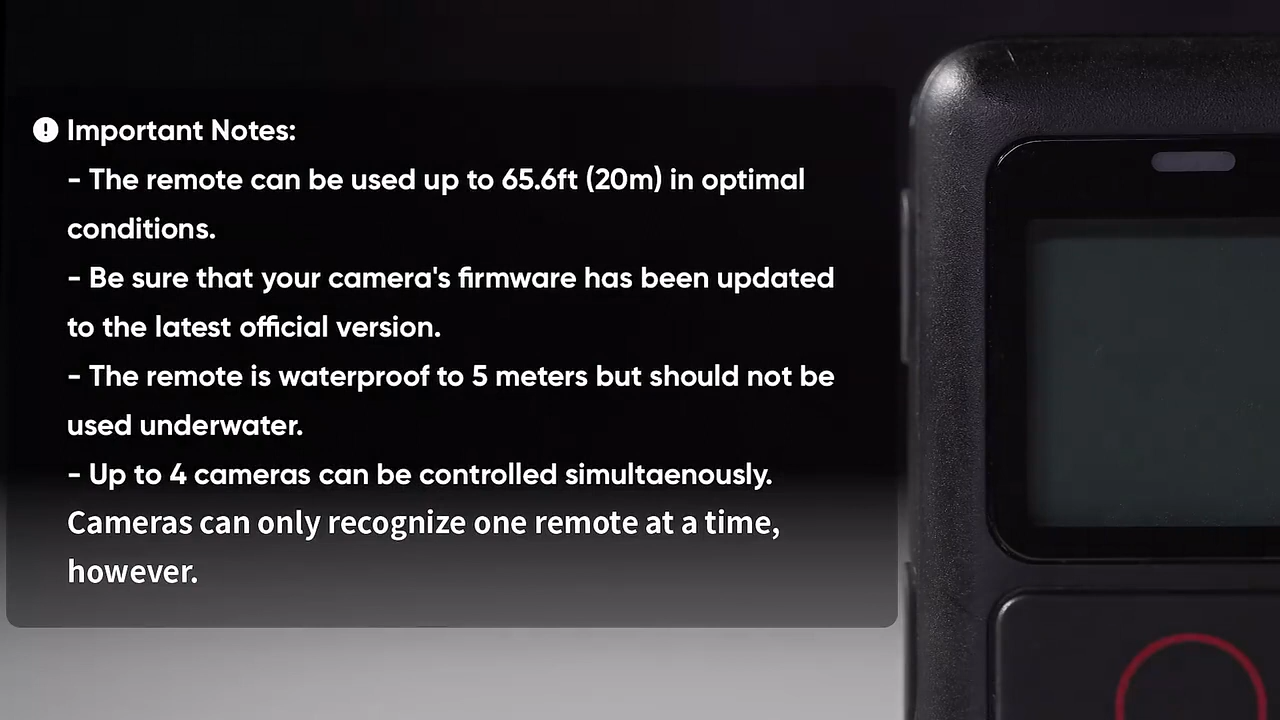 Important Notes:
- The remote can be used up to 65.6ft (20m) in optimal
conditions.
- Be sure that your camera's firmware has been updated
to the latest official version.
- The remote is waterproof to 5 meters but should not be
used underwater.
- Up to 4 cameras can be controlled simultaenously.
Cameras can only recognize one remote at a time,
however.